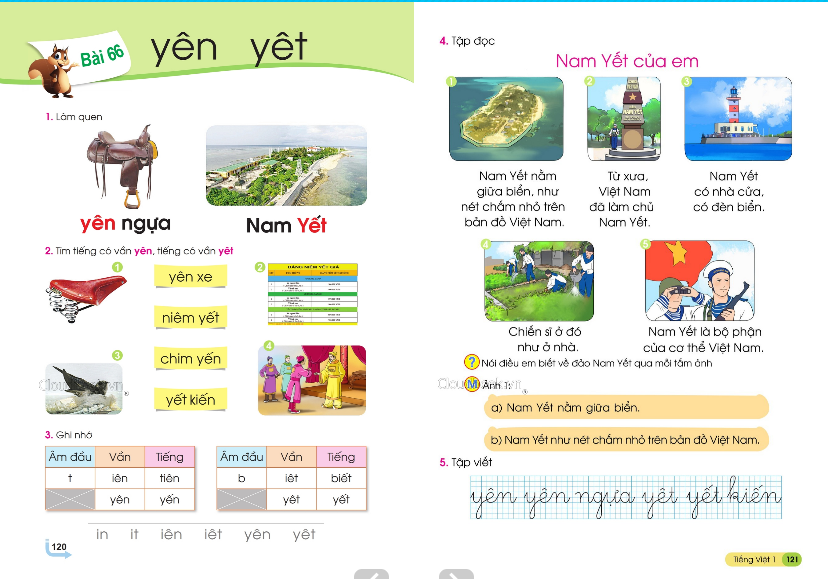 Bài 66
yên yêt
1. Làm quen
yên ngựa
Nam Yết
2. Tìm tiếng có vần yên, tiếng có vần yêt
1
yên xe
2
BẢNG NIÊM YẾT GIÁ
niêm yết
3
chim yến
4
yết kiến
3. Ghi nhớ
Âm đầu Vần Tiếng
t iên tiên
yên yến
Âm đầu Vần Tiếng
b iêt biết
yêt yết
in it iên iêt yên yêt
120
4. Tập đọc
Nam Yết của em
1
2
3
Nam Yết nằm
giữa biển, như
nét chấm nhỏ trên
bản đồ Việt Nam.
Từ xưa,
Việt Nam
đã làm chủ
Nam Yết.
Nam Yết
có nhà cửa,
có đèn biển.
4
5
Chiến sĩ ở đó
như ở nhà.
Nam Yết là bộ phận
của cơ thể Việt Nam.
? Nói điều em biết về đảo Nam Yết qua mỗi tấm ảnh
M Ảnh 1:
a) Nam Yết nằm giữa biển.
b) Nam Yết như nét chấm nhỏ trên bản đồ Việt Nam.
5. Tập viết
yên yên ngựa yêt yết kiến
Tiếng Việt 1 121